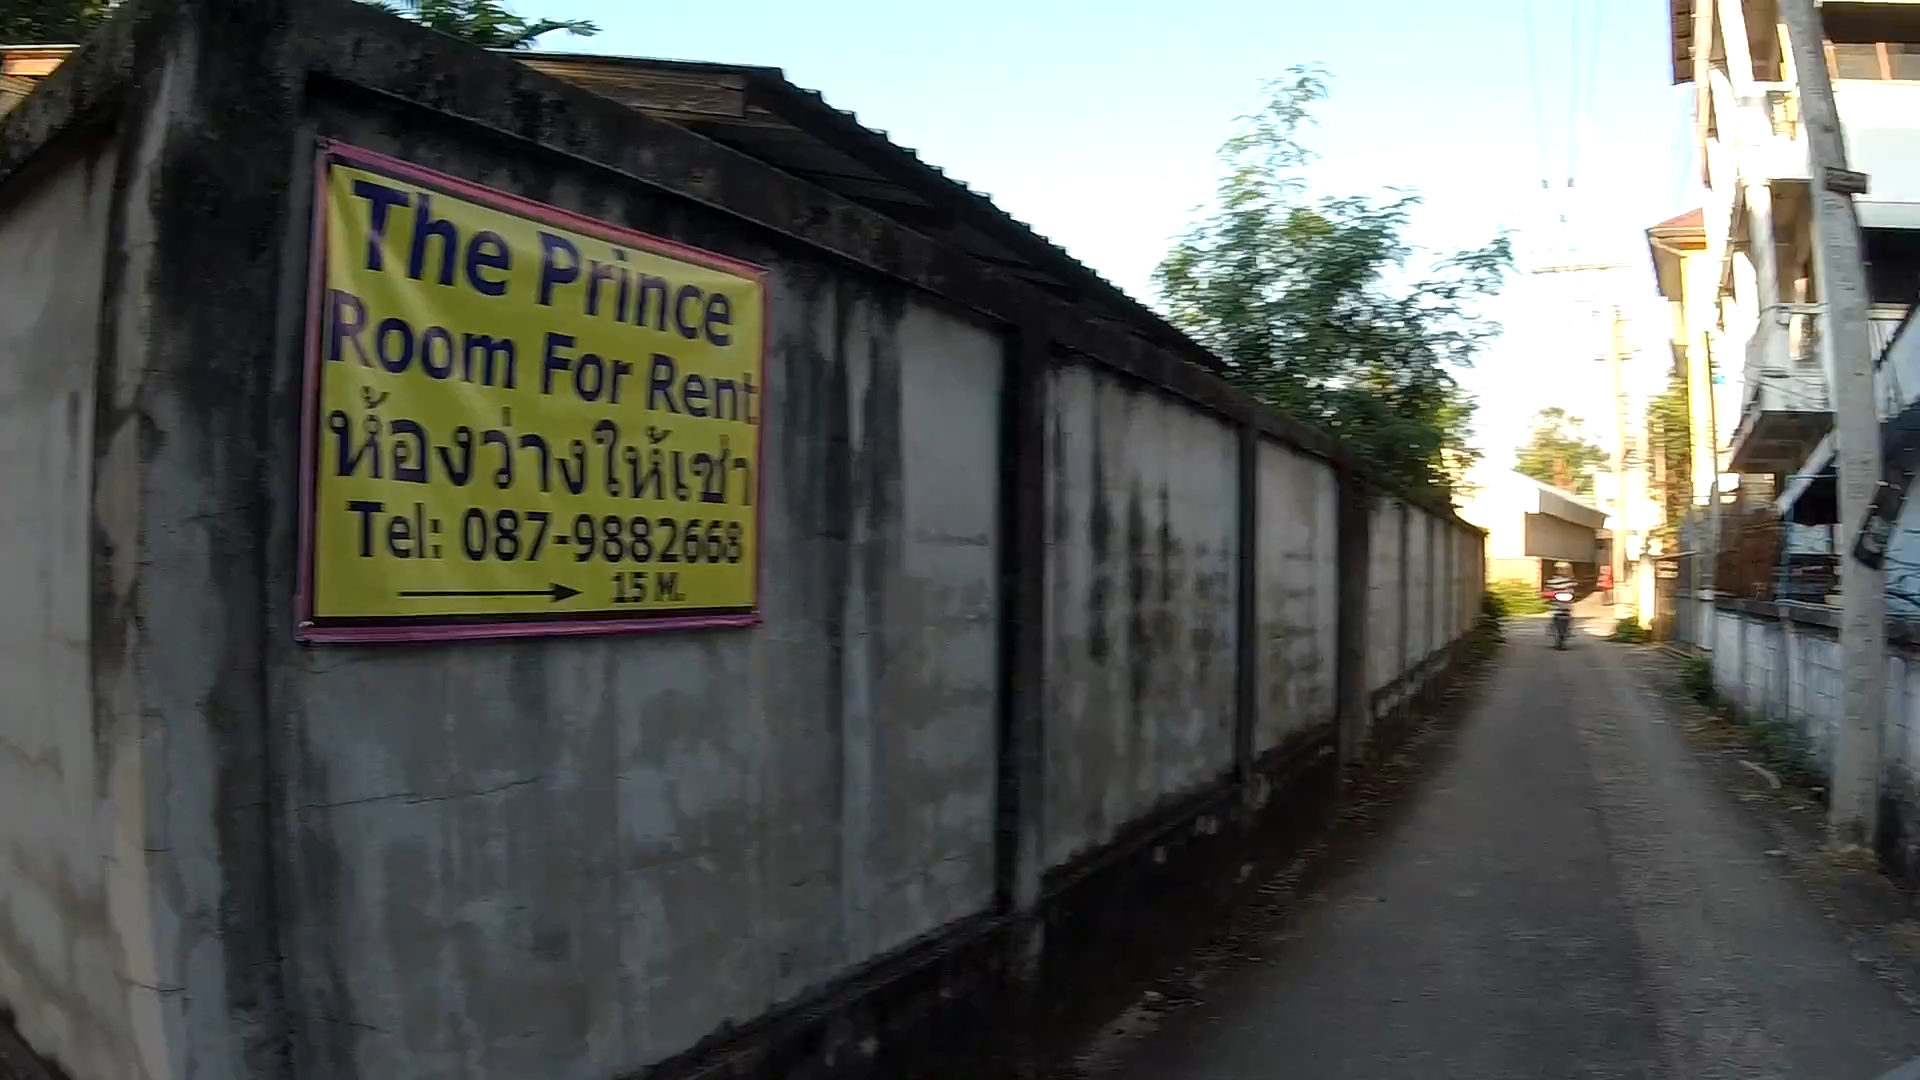 The Prince
Room For Rent
ห้องว่างให้เช่า
Tel: 087-9882668
15 M.